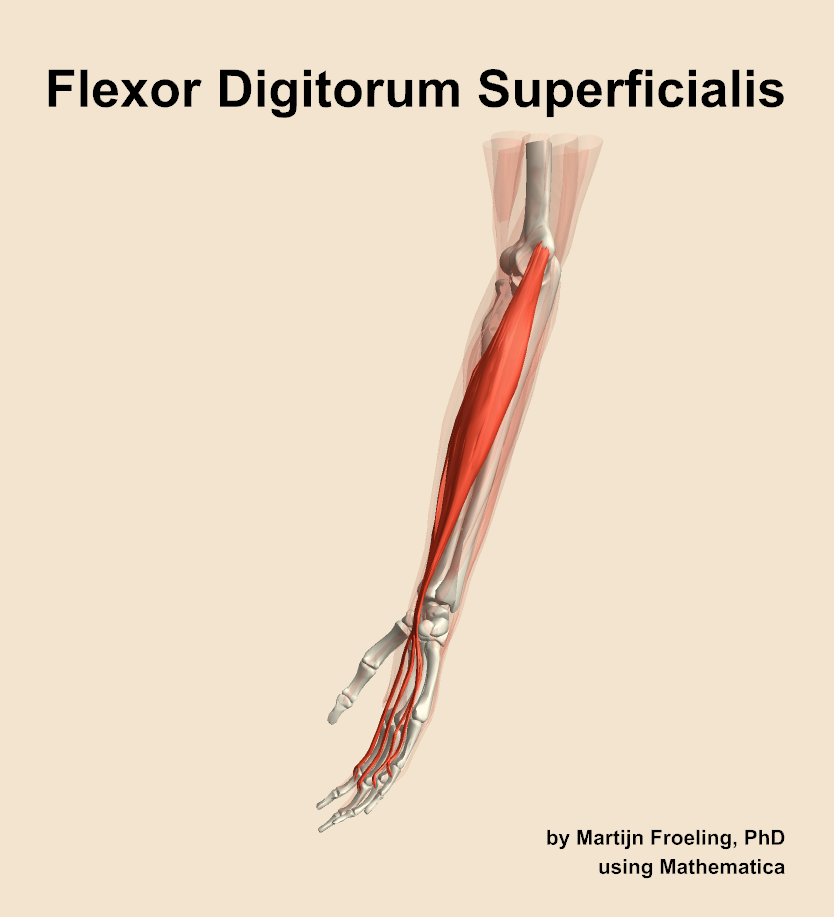 Flexor Digitorum Superficialis
by Martijn Froeling, PhD
using Mathematica